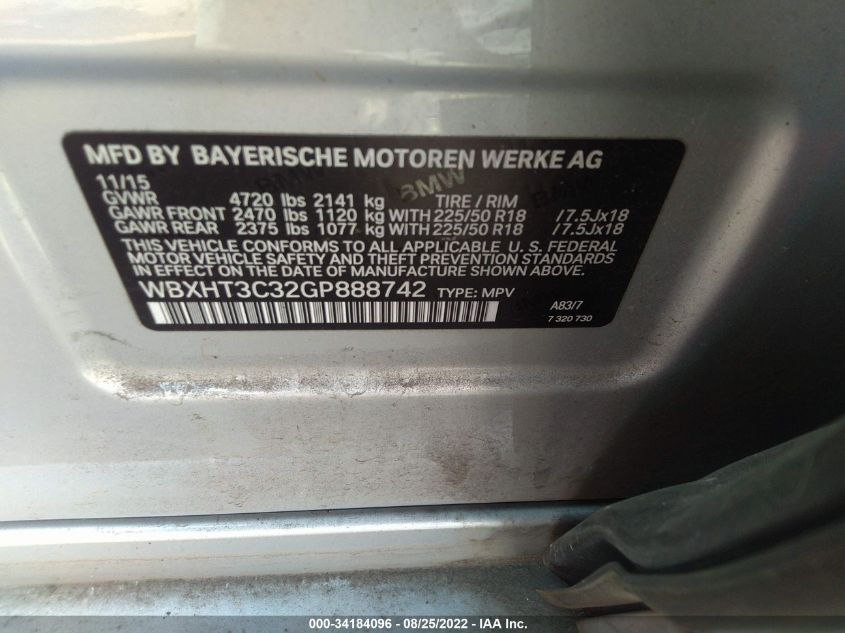 MFD BY BAYERISCHE MOTOREN WERKE AG
11/15 BMW
GVWR 4720 lbs 2141 kg TIRE / RIM
GAWR FRONT 2470 lbs 1120 kg WITH 225/50 R18 / 7.5Jx18
GAWR REAR 2375 lbs 1077 kg WITH 225/50 R18 / 7.5Jx18
THIS VEHICLE CONFORMS TO ALL APPLICABLE U. S. FEDERAL
MOTOR VEHICLE SAFETY, BUMPER, AND
THEFT PREVENTION STANDARDS IN EFFECT ON THE DATE OF
MANUFACTURE SHOWN ABOVE.
WBXHT3C32GP888742 TYPE: MPV
A83/7
7 320 730
000-34184096 - 08/25/2022 - IAA Inc.